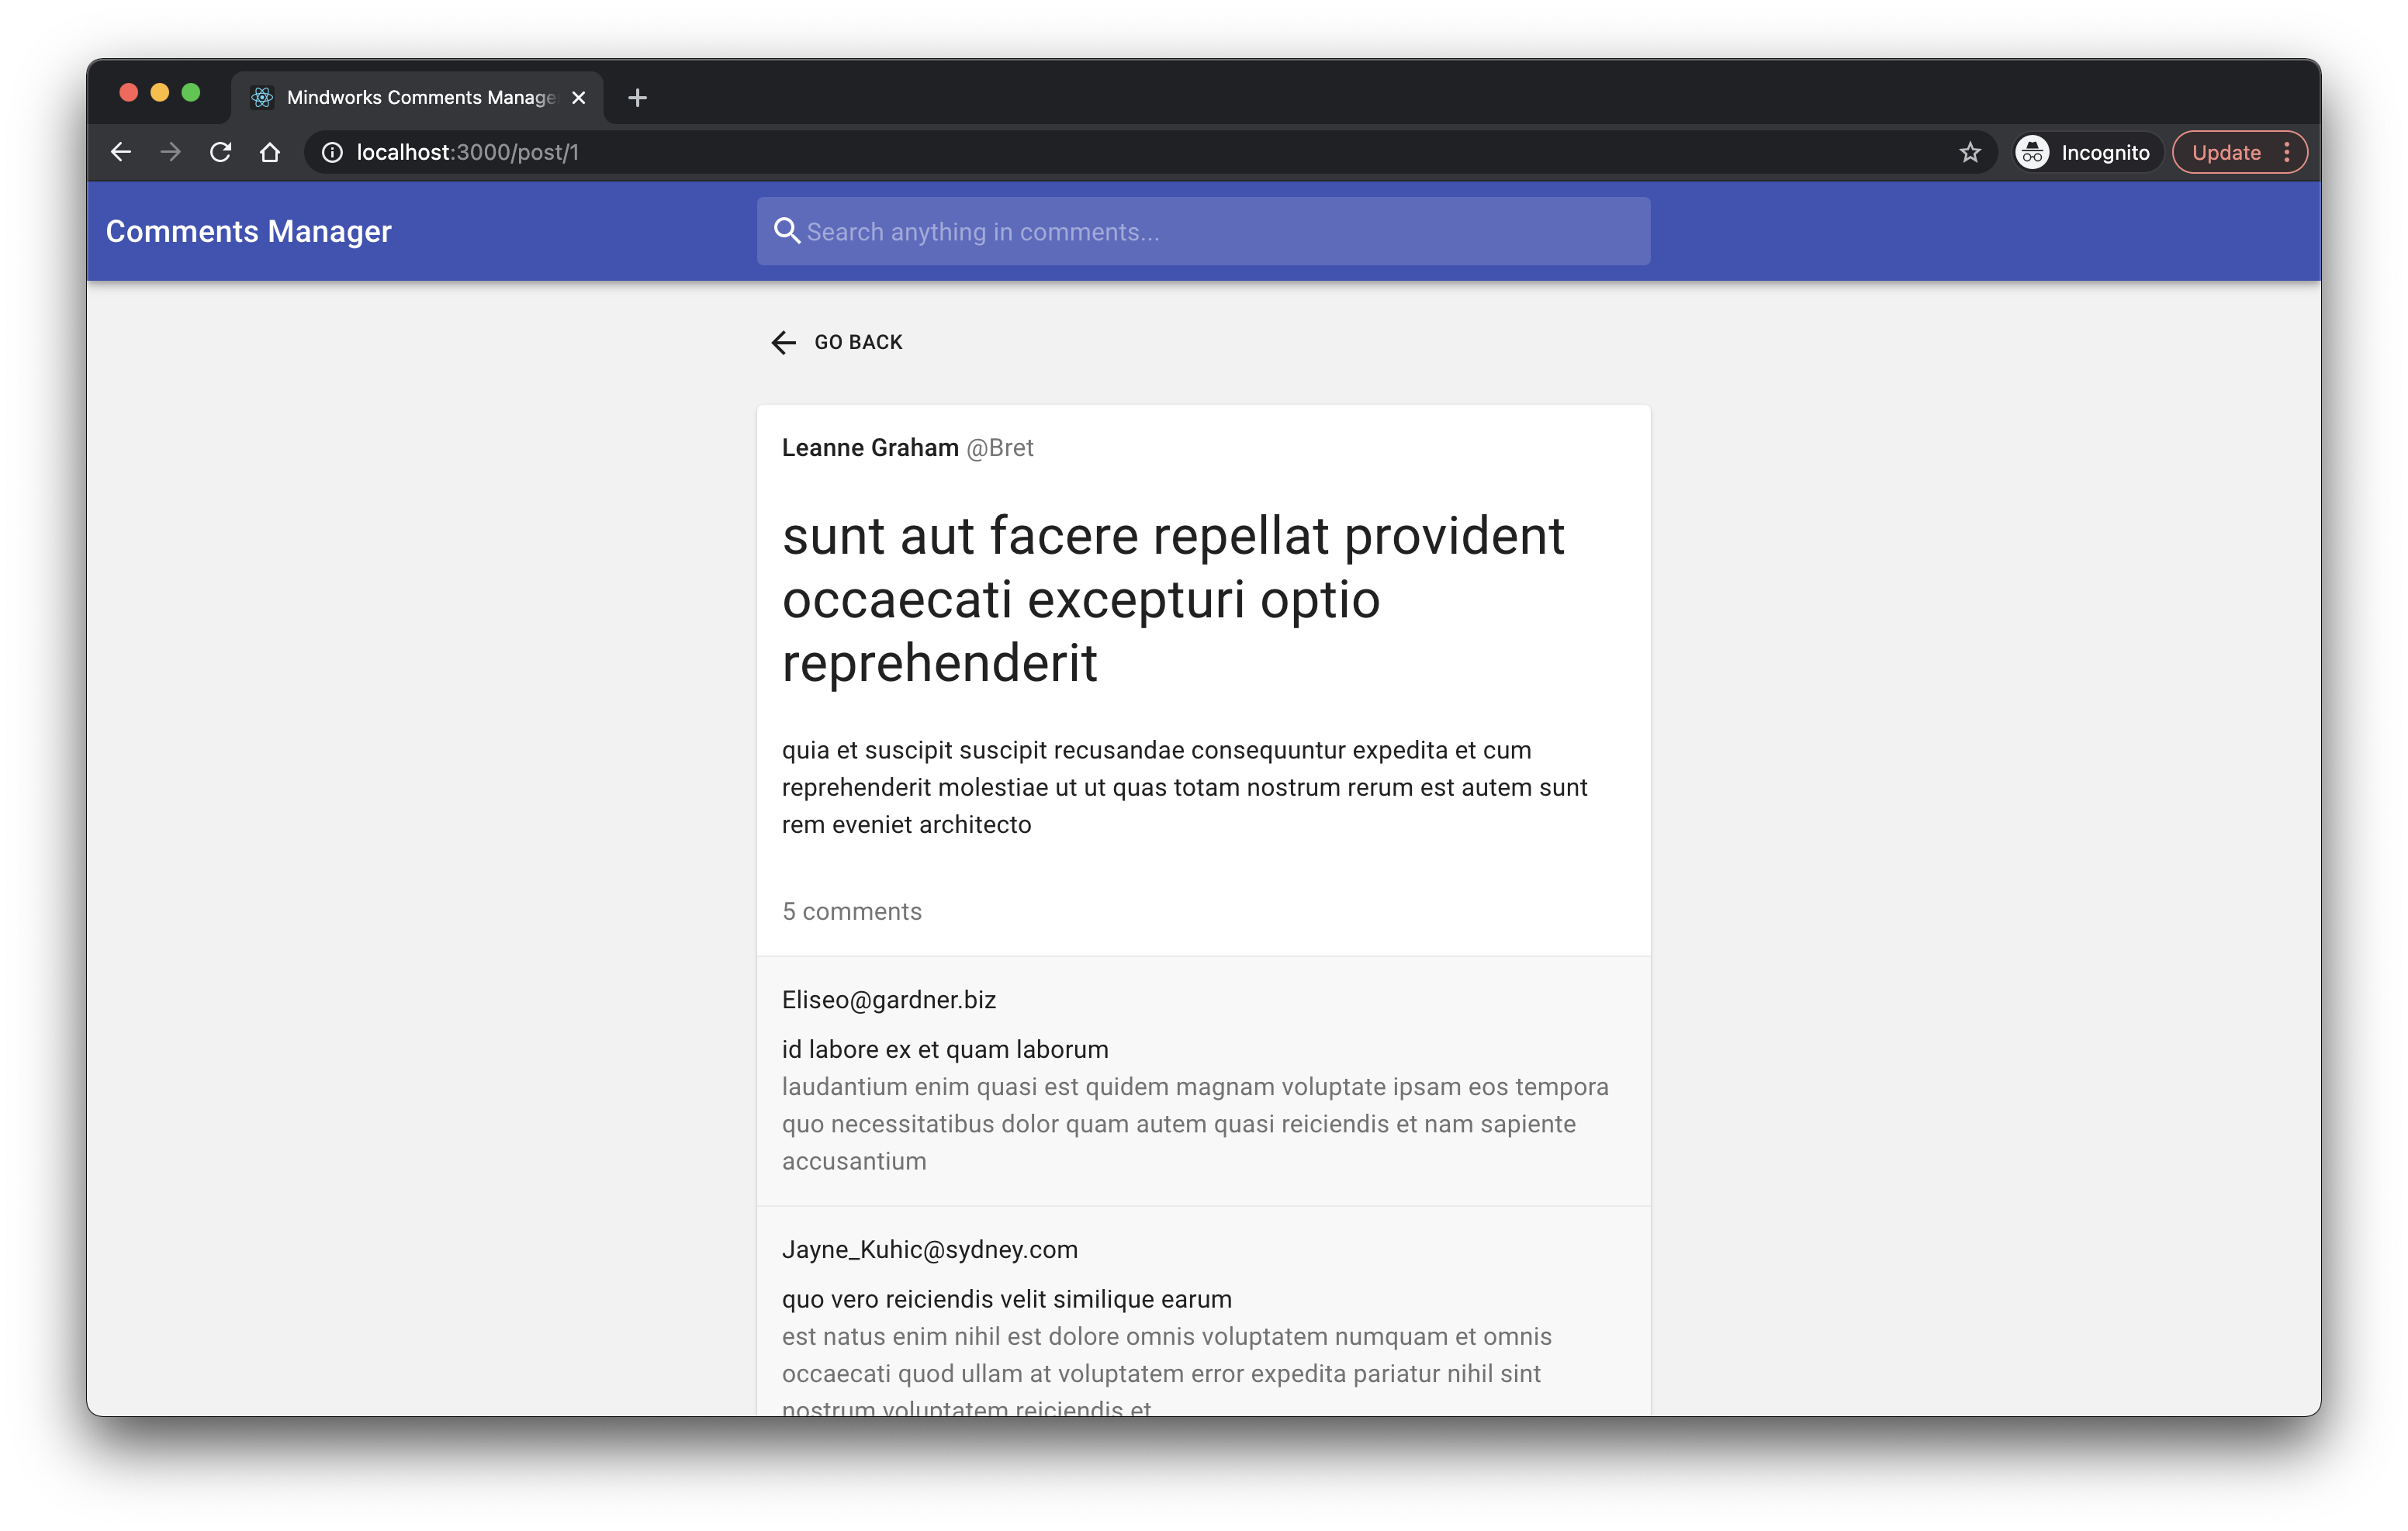 Mindworks Comments Manage
localhost:3000/post/1
Incognito
Update
Comments Manager
Search anything in comments...
GO BACK
Leanne Graham @Bret
sunt aut facere repellat provident
occaecati excepturi optio
reprehenderit
quia et suscipit suscipit recusandae consequuntur expedita et cum
reprehenderit molestiae ut ut quas totam nostrum rerum est autem sunt
rem eveniet architecto
5 comments
Eliseo@gardner.biz
id labore ex et quam laborum
laudantium enim quasi est quidem magnam voluptate ipsam eos tempora
quo necessitatibus dolor quam autem quasi reiciendis et nam sapiente
accusantium
Jayne_Kuhic@sydney.com
quo vero reiciendis velit similique earum
est natus enim nihil est dolore omnis voluptatem numquam et omnis
occaecati quod ullam at voluptatem error expedita pariatur nihil sint
nostrum voluptatem reiciendis et